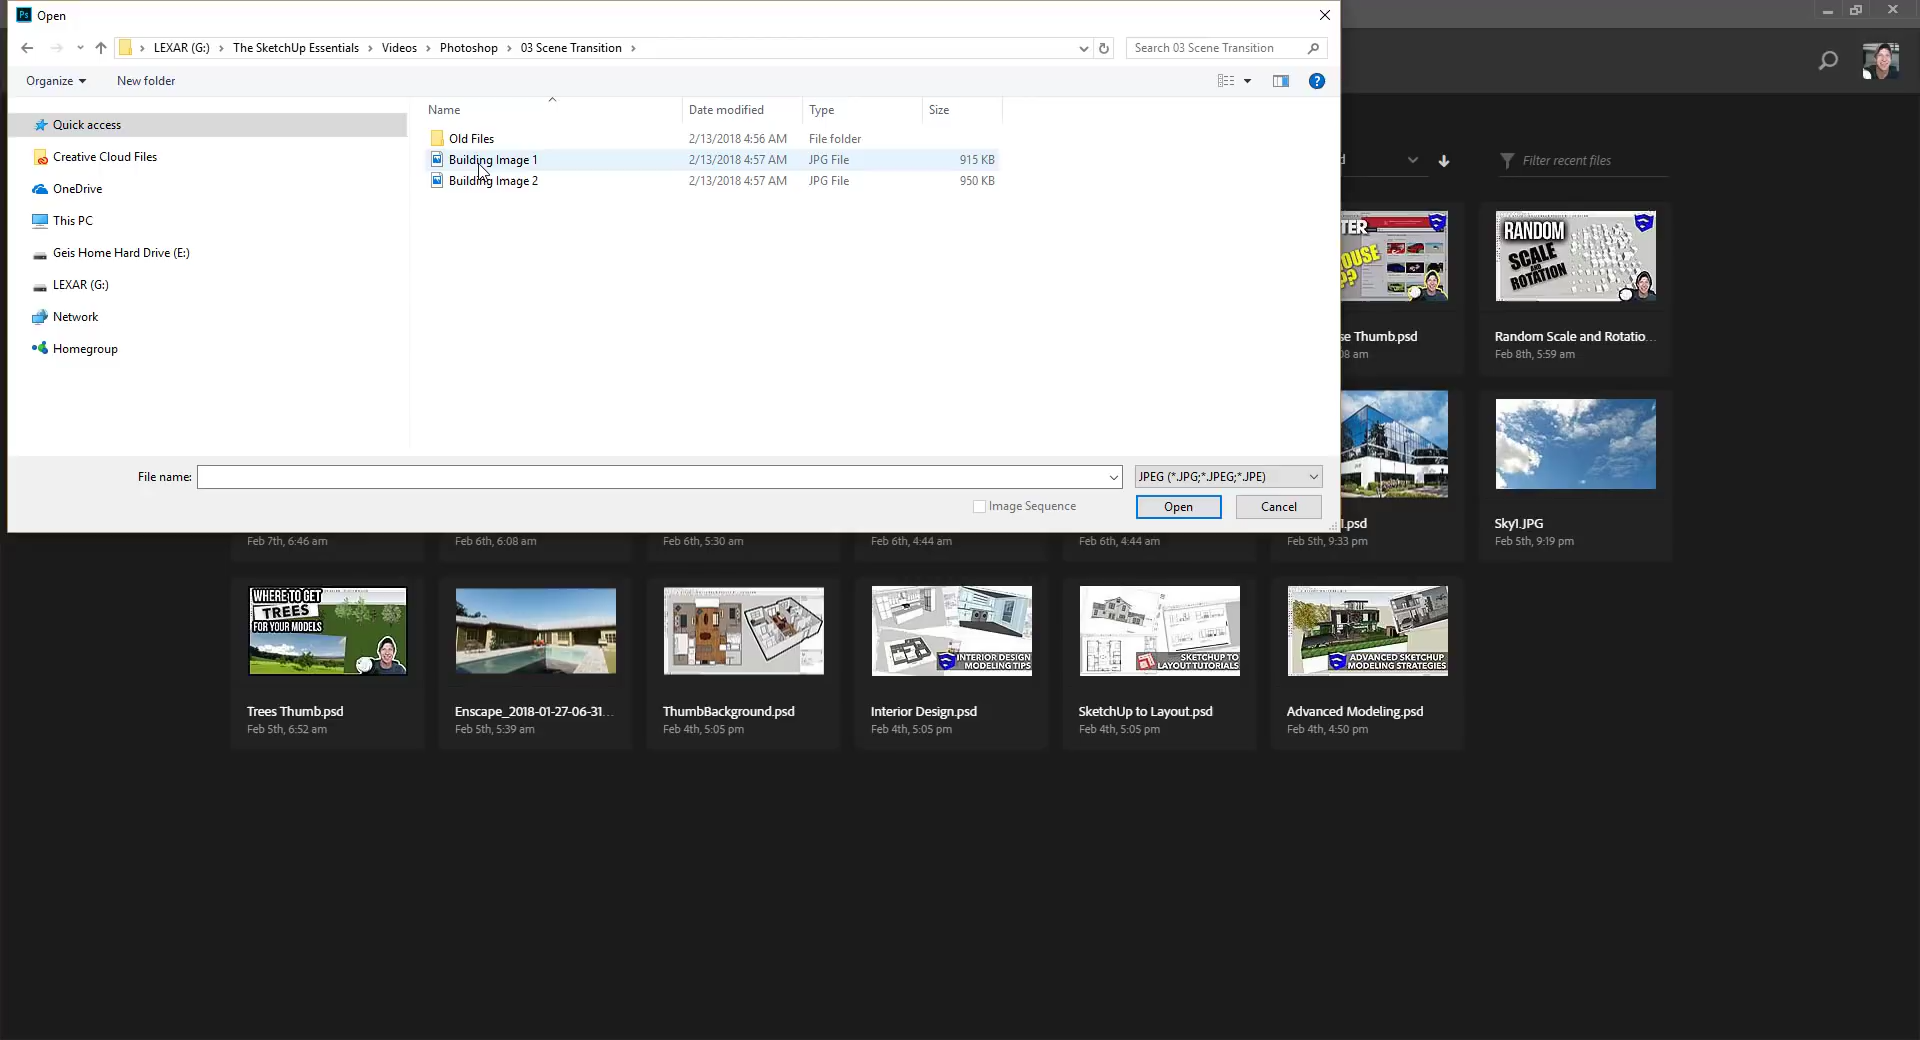 Ps Open
LEXAR (G:) The SketchUp Essentials Videos Photoshop 03 Scene Transition
Search 03 Scene Transition
Organize New folder
Name Date modified Type Size
Quick access
Creative Cloud Files
OneDrive
This PC
Geis Home Hard Drive (E:)
LEXAR (G:)
Network
Homegroup
Old Files 2/13/2018 4:56 AM File folder
Building Image 1 2/13/2018 4:57 AM JPG File 915 KB
Building Image 2 2/13/2018 4:57 AM JPG File 950 KB
File name:
JPEG (*.JPG;*.JPEG;*.JPE)
Image Sequence
Open Cancel
Filter recent files
RANDOM
SCALE
AND
ROTATION
se Thumb.psd
Random Scale and Rotatio...
8 am
Feb 8th, 5:59 am
.psd
Sky1.JPG
Feb 7th, 6:46 am
Feb 6th, 6:08 am
Feb 6th, 5:30 am
Feb 6th, 4:44 am
Feb 6th, 4:44 am
Feb 5th, 9:33 pm
Feb 5th, 9:19 pm
WHERE TO GET
TREES
FOR YOUR MODELS
INTERIOR DESIGN
MODELING TIPS
SKETCHUP TO
LAYOUT TUTORIALS
ADVANCED SKETCHUP
MODELING STRATEGIES
Trees Thumb.psd
Enscape_2018-01-27-06-31...
ThumbBackground.psd
Interior Design.psd
SketchUp to Layout.psd
Advanced Modeling.psd
Feb 5th, 6:52 am
Feb 5th, 5:39 am
Feb 4th, 5:05 pm
Feb 4th, 5:05 pm
Feb 4th, 5:05 pm
Feb 4th, 4:50 pm